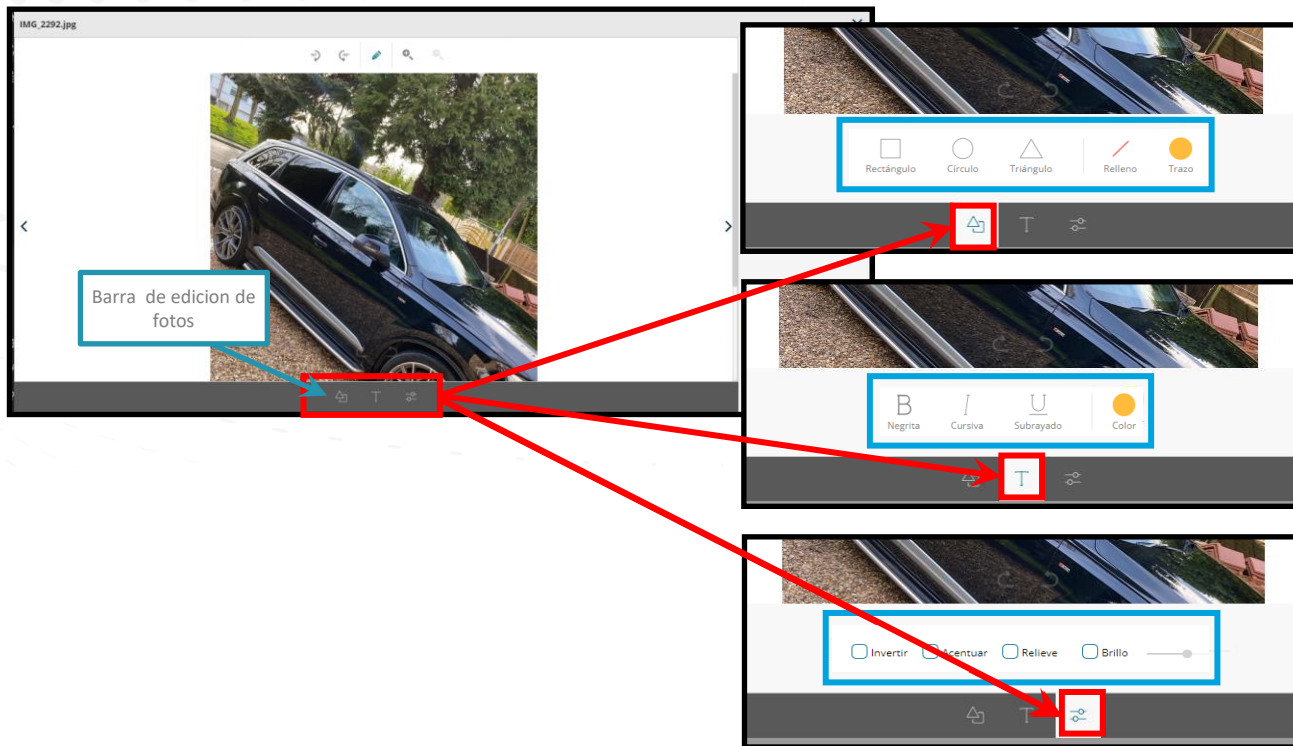 IMG_2292.jpg
Barra de edicion de
fotos
Rectángulo Círculo Triángulo Relleno Trazo
T
B I U
Negrita Cursiva Subrayado Color
T
Invertir Acentuar Relieve Brillo
T